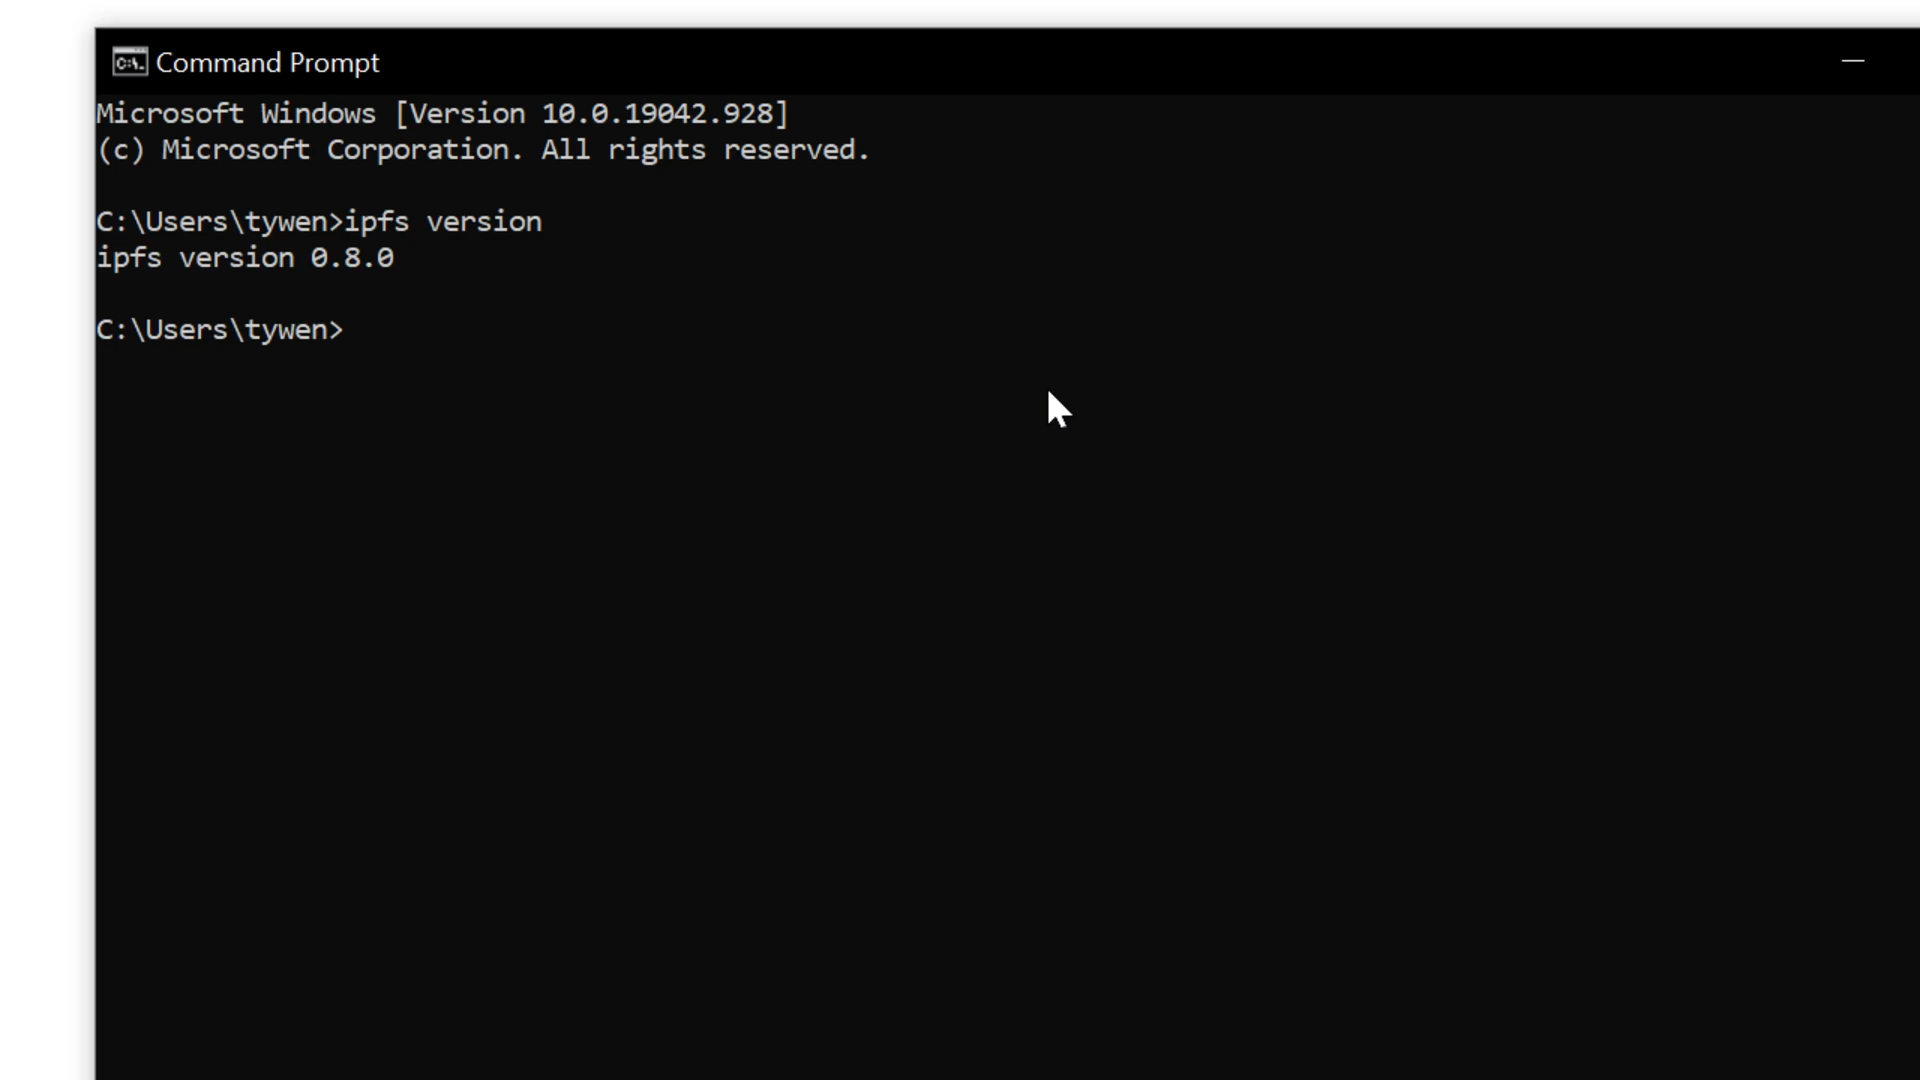 Command Prompt
Microsoft Windows [Version 10.0.19042.928]
(c) Microsoft Corporation. All rights reserved.
C:\Users\tywen>ipfs version
ipfs version 0.8.0
C:\Users\tywen>